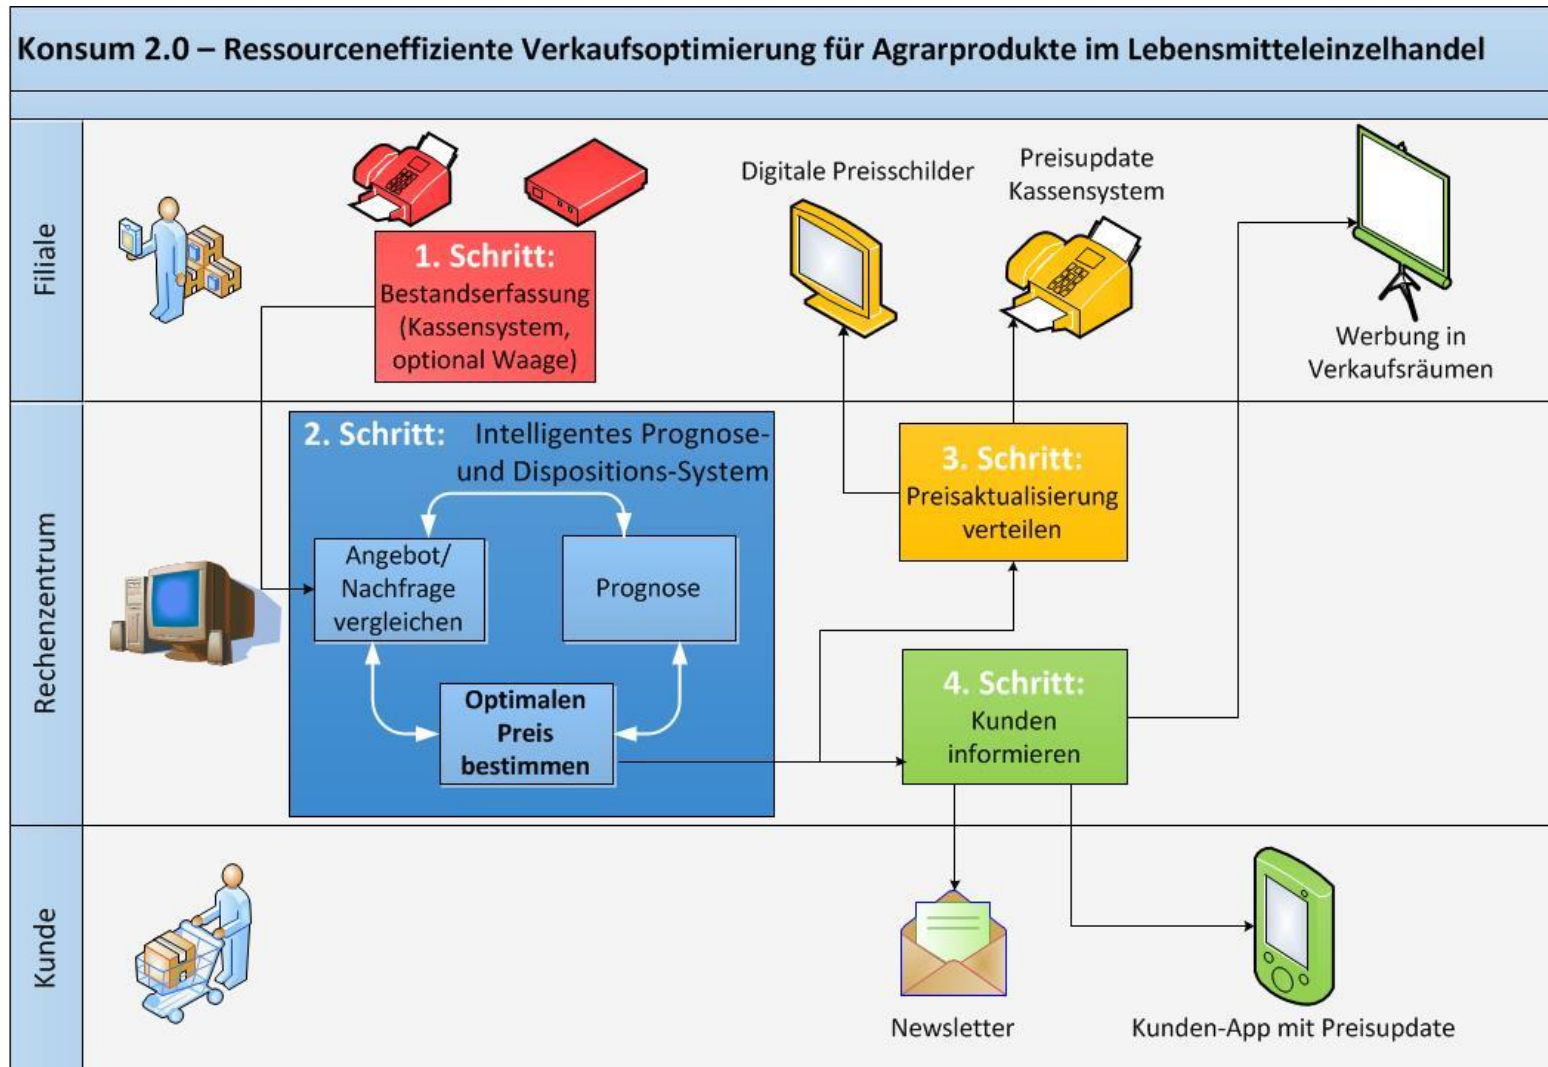 Konsum 2.0 – Ressourceneffiziente Verkaufsoptimierung für Agrarprodukte im Lebensmitteleinzelhandel
Filiale
1. Schritt:
Bestandserfassung
(Kassensystem,
optional Waage)
Digitale Preisschilder
Preisupdate
Kassensystem
Werbung in
Verkaufsräumen
Rechenzentrum
2. Schritt: Intelligentes Prognose-
und Dispositions-System
Angebot/
Nachfrage
vergleichen
Prognose
Optimalen
Preis
bestimmen
3. Schritt:
Preisaktualisierung
verteilen
4. Schritt:
Kunden
informieren
Kunde
Newsletter
Kunden-App mit Preisupdate